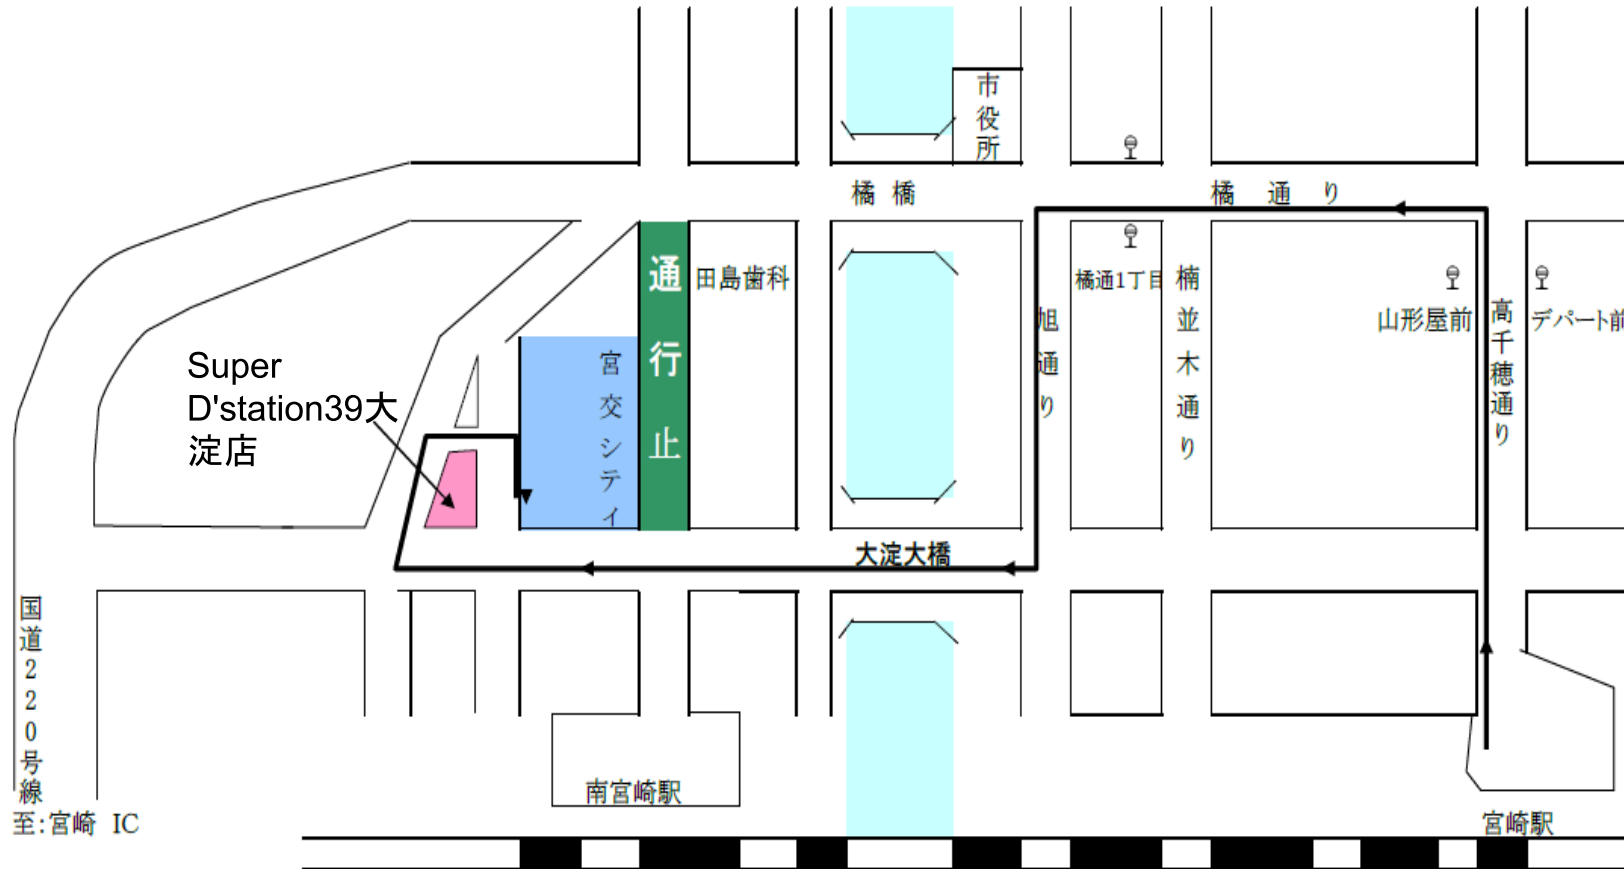 市役所
橘橋
橘通り
通行止
田島歯科
橘通1丁目
楠並木通り
旭通り
山形屋前
高千穂通り
デパート前
Super
D'station39大
淀店
宮交シティ
大淀大橋
国道220号線
至:宮崎 IC
南宮崎駅
宮崎駅